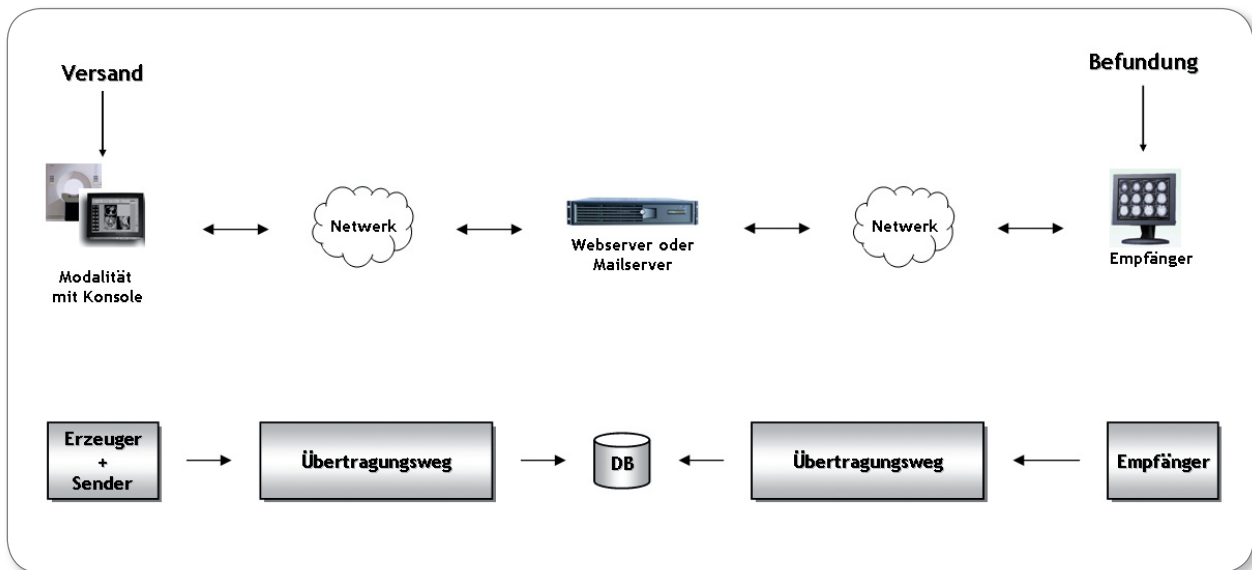 Versand
Befundung
Netwerk
Netwerk
Webserver oder
Mailserver
Empfänger
Modalität
mit Konsole
Erzeuger
+
Sender
Übertragungsweg
DB
Übertragungsweg
Empfänger